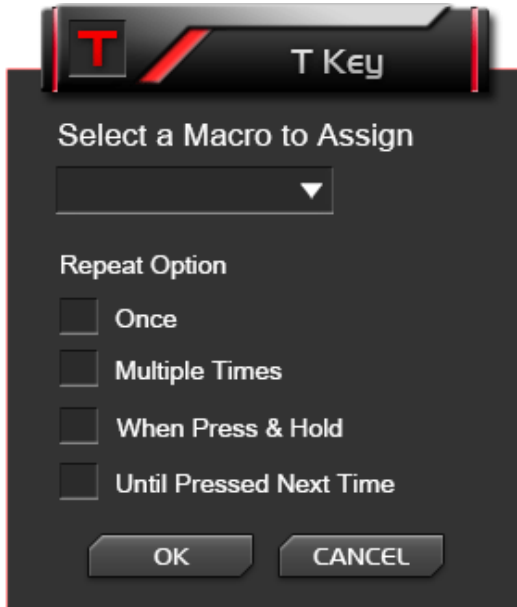 T
T Key
Select a Macro to Assign
Repeat Option
Once
Multiple Times
When Press & Hold
Until Pressed Next Time
OK
CANCEL